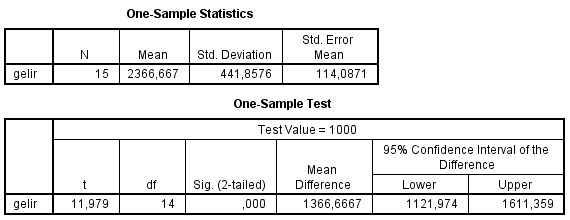 One-Sample Statistics
N Mean Std. Deviation Std. Error Mean
gelir 15 2366,667 441,8576 114,0871
One-Sample Test
Test Value = 1000
t df Sig. (2-tailed) Mean Difference 95% Confidence Interval of the Difference
Lower Upper
gelir 11,979 14 ,000 1366,6667 1121,974 1611,359